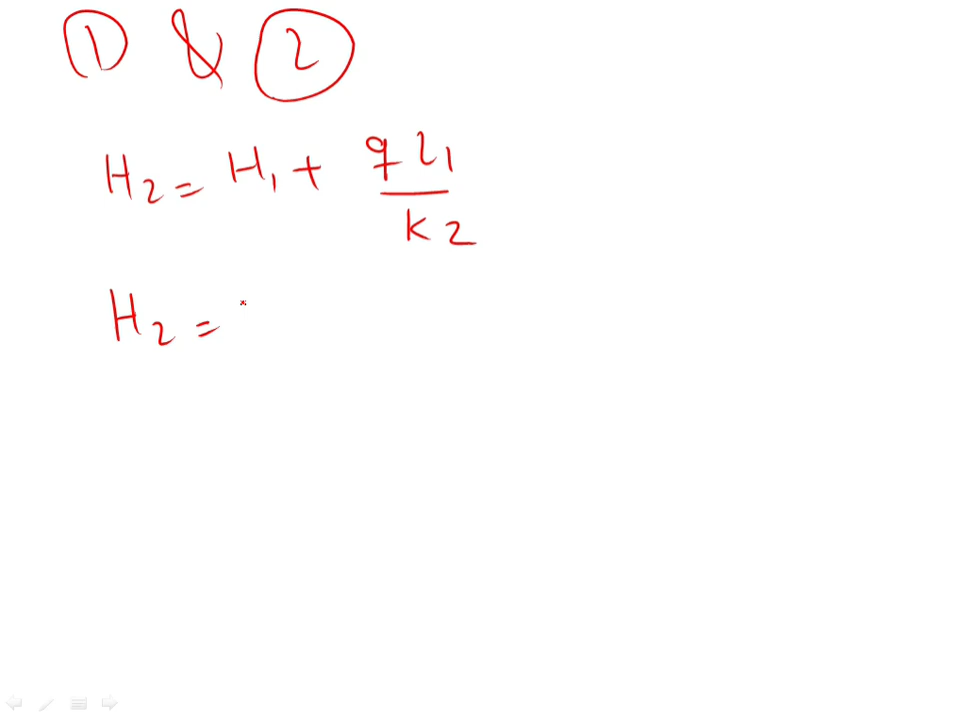 ① & ②
H₂ = H₁ + q l₁ / k₂
H₂ =